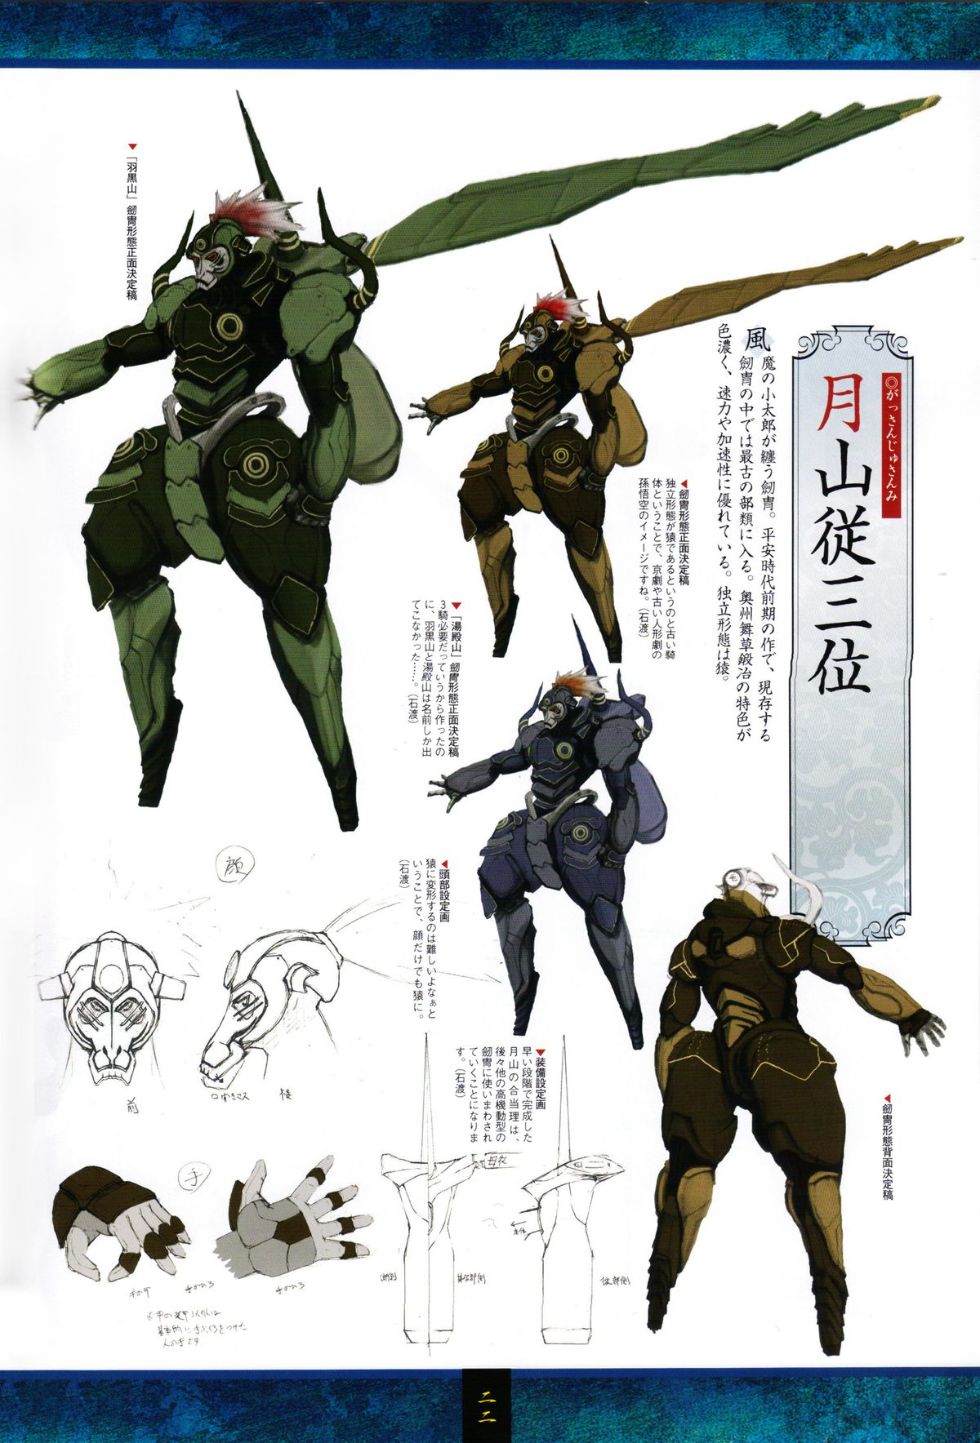 ◎がっさんじゅさんみ
月山従三位
風魔の小太郎が纏う劒冑。平安時代前期の作で、現存する
劒冑の中では最古の部類に入る。奥州舞草鍛冶の特色が
色濃く、速力や加速性に優れている。独立形態は猿。
▼「羽黒山」劒冑形態正面決定稿
◀劒冑形態正面決定稿
独立形態が猿であるというのと古い騎
体ということで、京劇や古い人形劇の
孫悟空のイメージですね。（石渡）
▼「湯殿山」劒冑形態正面決定稿
3騎必要だっていうから作ったの
に、羽黒山と湯殿山は名前しか出
てこなかった……。（石渡）
◀頭部設定画
猿に変形するのは難しいよなぁと
いうことで、顔だけでも猿に。
（石渡）
▼装備設定画
早い段階で完成した
月山の合当理は、
後々他の高機動型の
劒冑に使いまわされ
ていくことになりま
す。（石渡）
◀劒冑形態背面決定稿
顔
前
横
手
二二